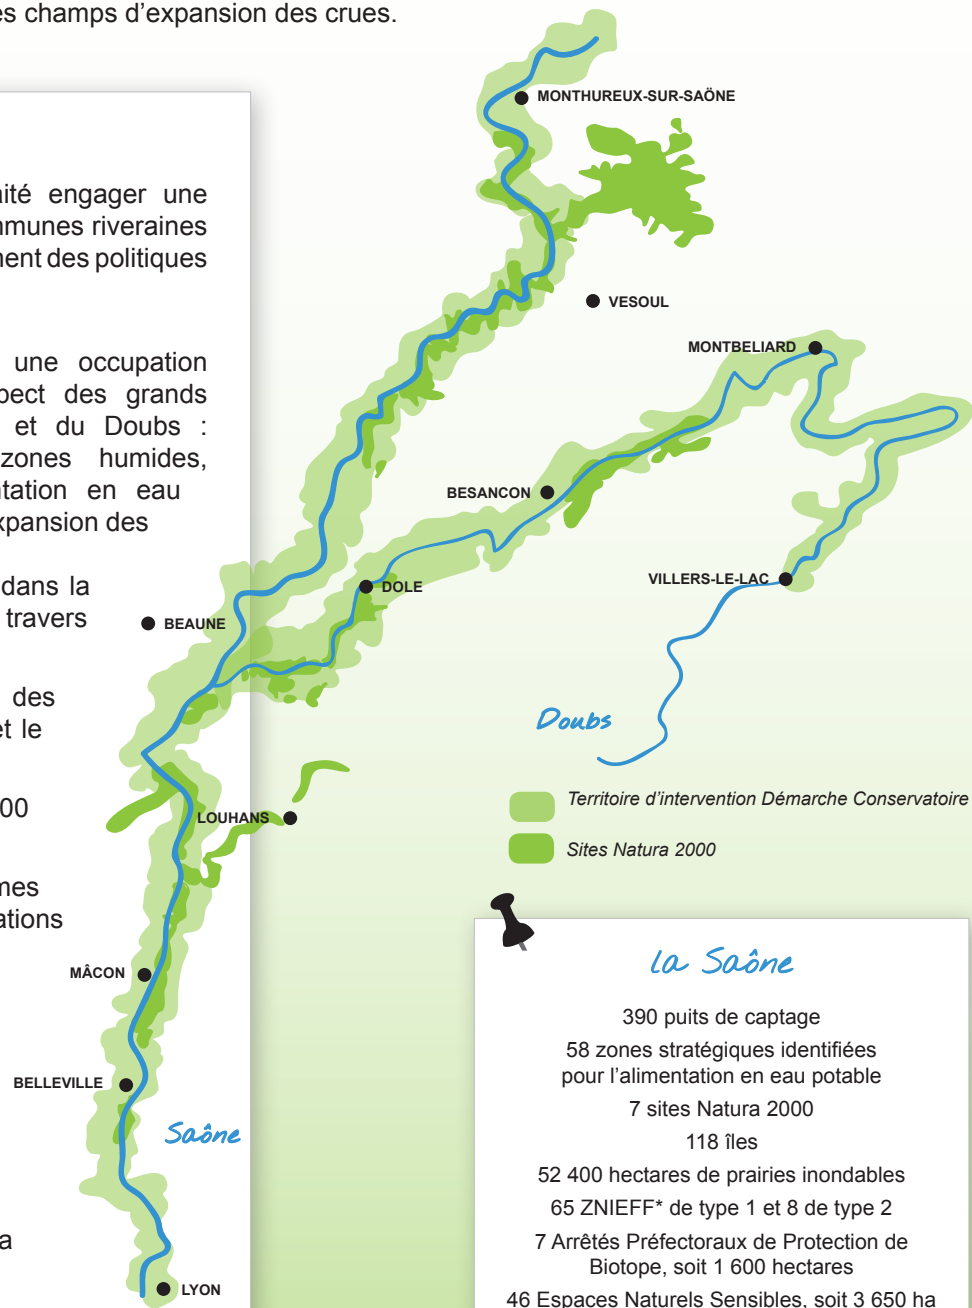 es champs d'expansion des crues.
aité engager une
nmunes riveraines
nent des politiques
une occupation
pect des grands
et du Doubs :
zones humides,
ntation en eau
expansion des
dans la
travers
des
et le
00
mes
ations
a
MONTHUREUX-SUR-SAÔNE
VESOUL
MONTBELIARD
BESANCON
VILLERS-LE-LAC
DOLE
BEAUNE
Doubs
LOUHANS
Territoire d'intervention Démarche Conservatoire
Sites Natura 2000
MÂCON
BELLEVILLE
Saône
LYON
la Saône
390 puits de captage
58 zones stratégiques identifiées
pour l'alimentation en eau potable
7 sites Natura 2000
118 îles
52 400 hectares de prairies inondables
65 ZNIEFF* de type 1 et 8 de type 2
7 Arrêtés Préfectoraux de Protection de
Biotope, soit 1 600 hectares
46 Espaces Naturels Sensibles, soit 3 650 ha